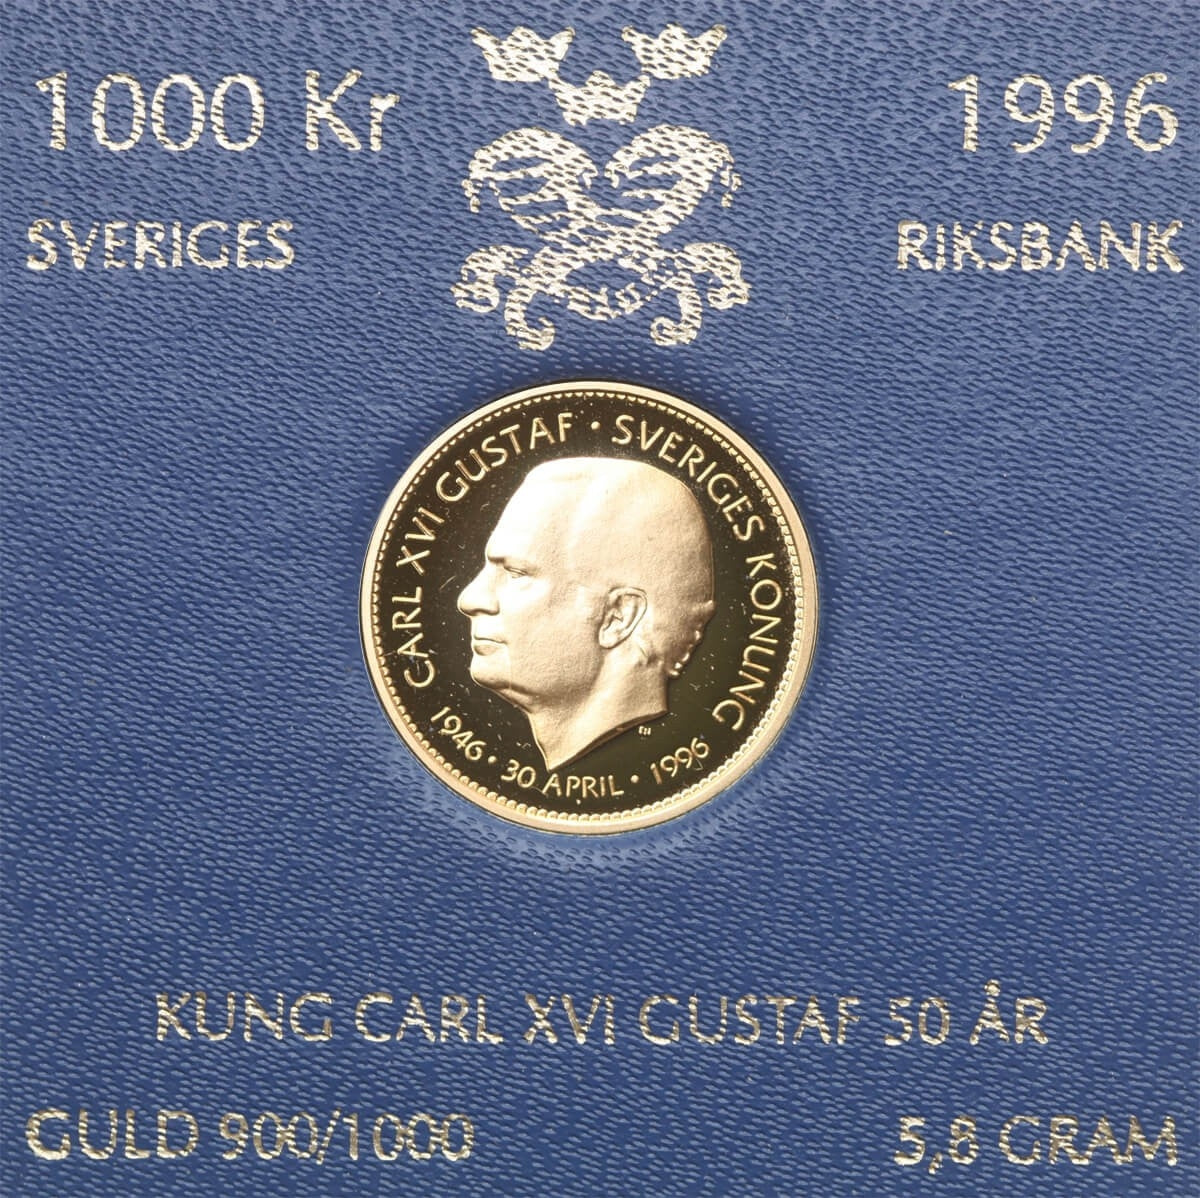 1000 Kr
1996
SVERIGES
RIKSBANK
CARL XVI GUSTAF · SVERIGES KONUNG
1946 · 30 APRIL · 1996
KUNG CARL XVI GUSTAF 50 ÅR
GULD 900/1000
5,8 GRAM